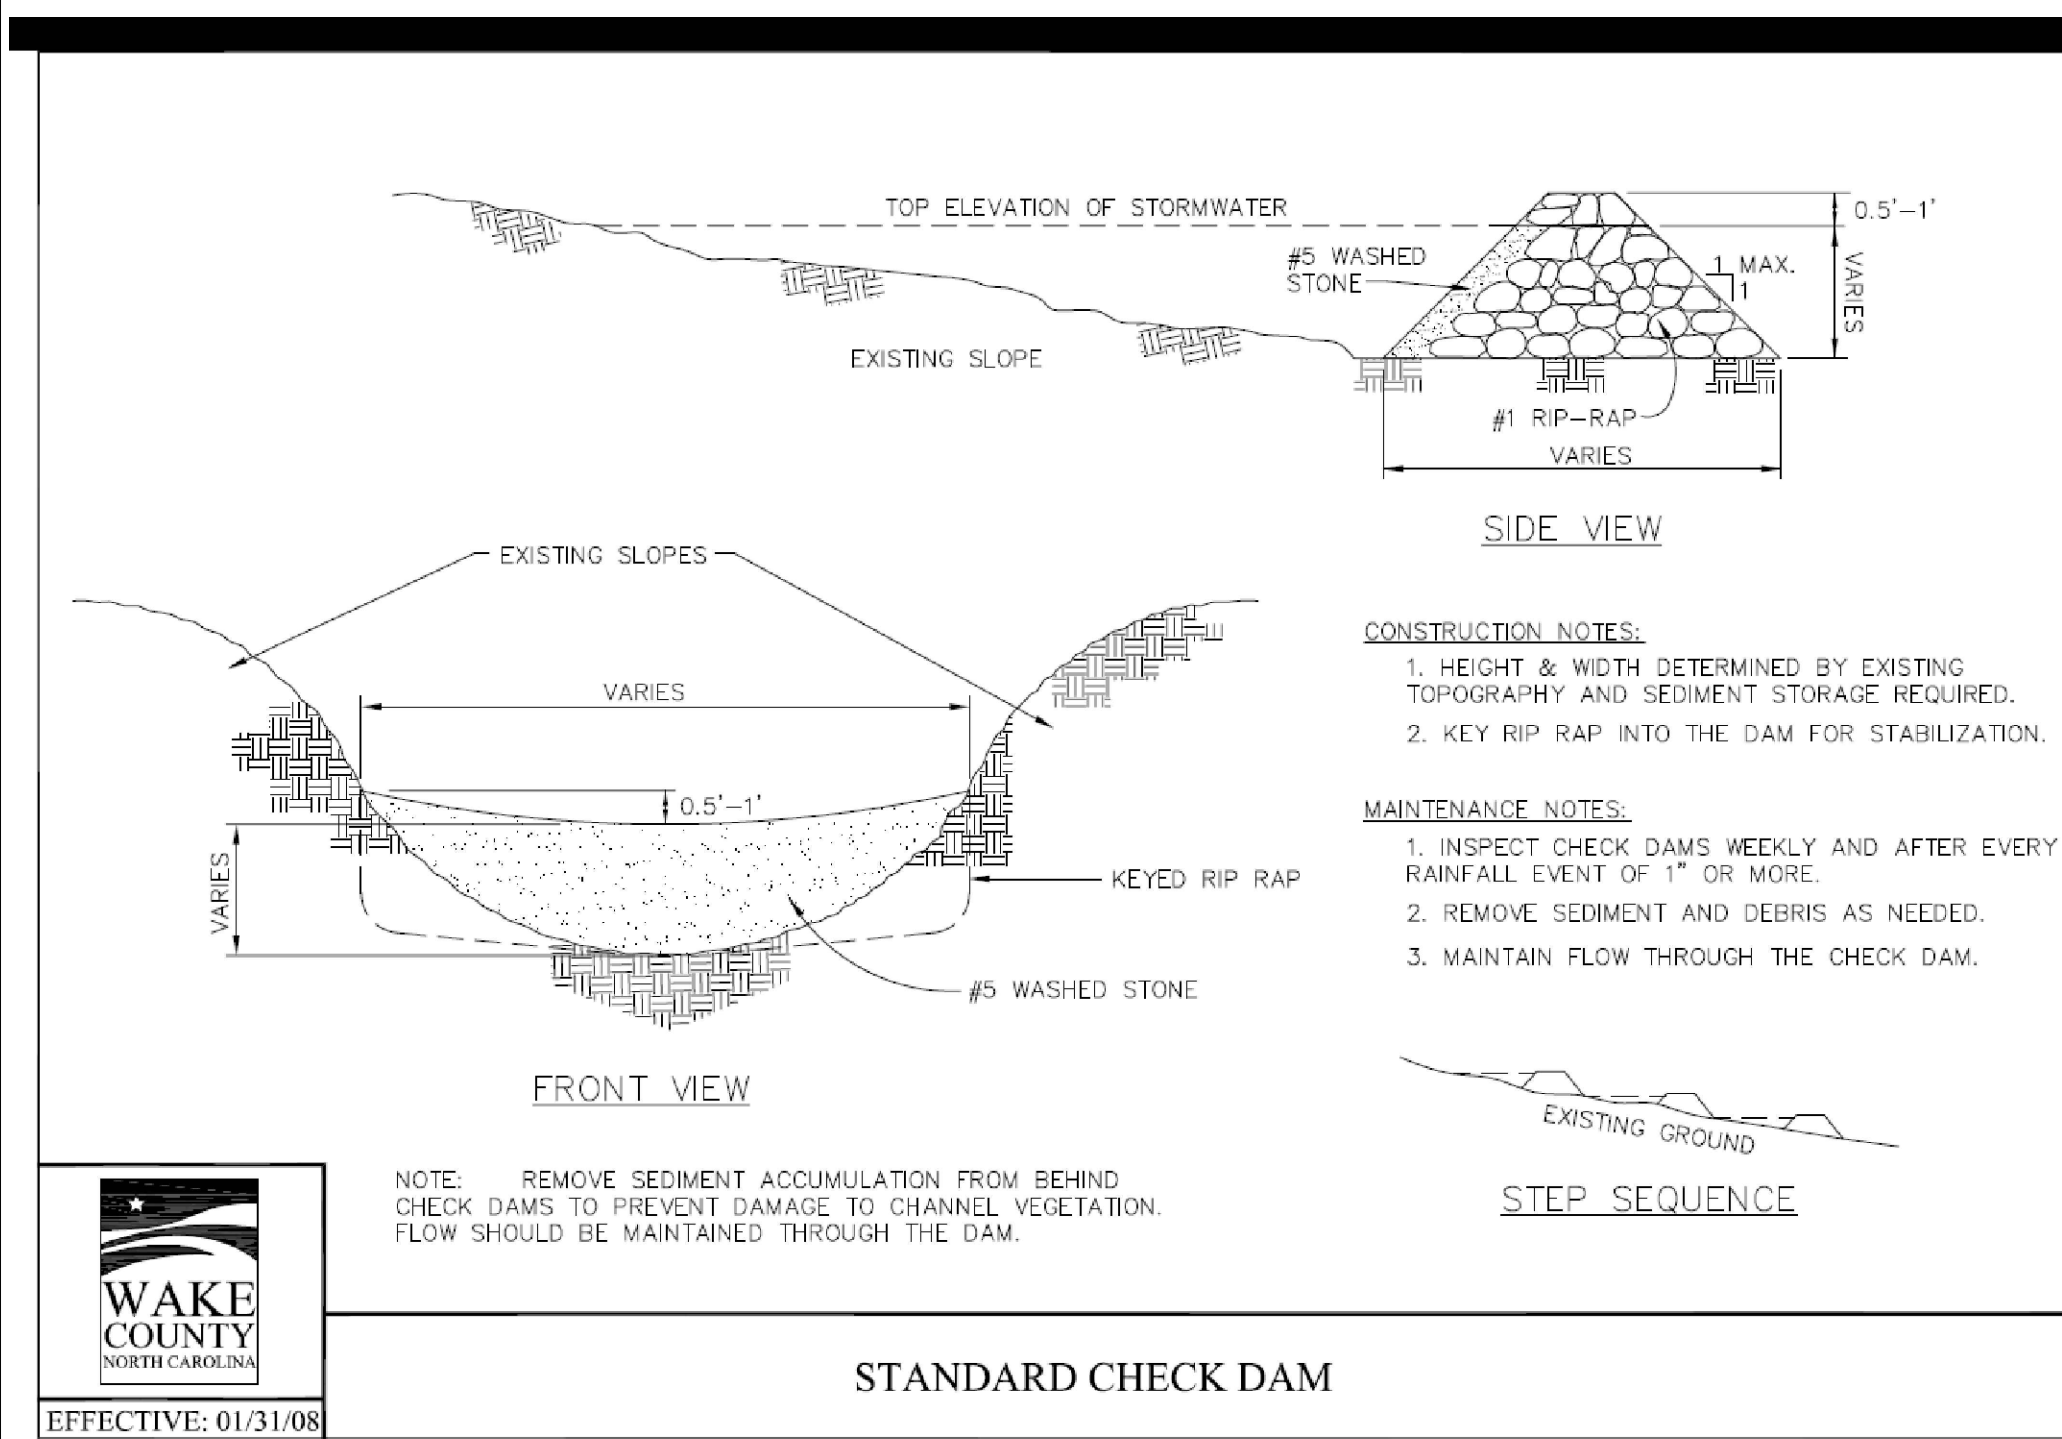 TOP ELEVATION OF STORMWATER
0.5'-1'
#5 WASHED
STONE
1 MAX.
1
VARIES
EXISTING SLOPE
#1 RIP-RAP
VARIES
SIDE VIEW
EXISTING SLOPES
VARIES
0.5'-1'
VARIES
KEYED RIP RAP
#5 WASHED STONE
FRONT VIEW
CONSTRUCTION NOTES:
1. HEIGHT & WIDTH DETERMINED BY EXISTING
TOPOGRAPHY AND SEDIMENT STORAGE REQUIRED.
2. KEY RIP RAP INTO THE DAM FOR STABILIZATION.
MAINTENANCE NOTES:
1. INSPECT CHECK DAMS WEEKLY AND AFTER EVERY
RAINFALL EVENT OF 1" OR MORE.
2. REMOVE SEDIMENT AND DEBRIS AS NEEDED.
3. MAINTAIN FLOW THROUGH THE CHECK DAM.
EXISTING GROUND
STEP SEQUENCE
NOTE: REMOVE SEDIMENT ACCUMULATION FROM BEHIND
CHECK DAMS TO PREVENT DAMAGE TO CHANNEL VEGETATION.
FLOW SHOULD BE MAINTAINED THROUGH THE DAM.
WAKE
COUNTY
NORTH CAROLINA
EFFECTIVE: 01/31/08
STANDARD CHECK DAM